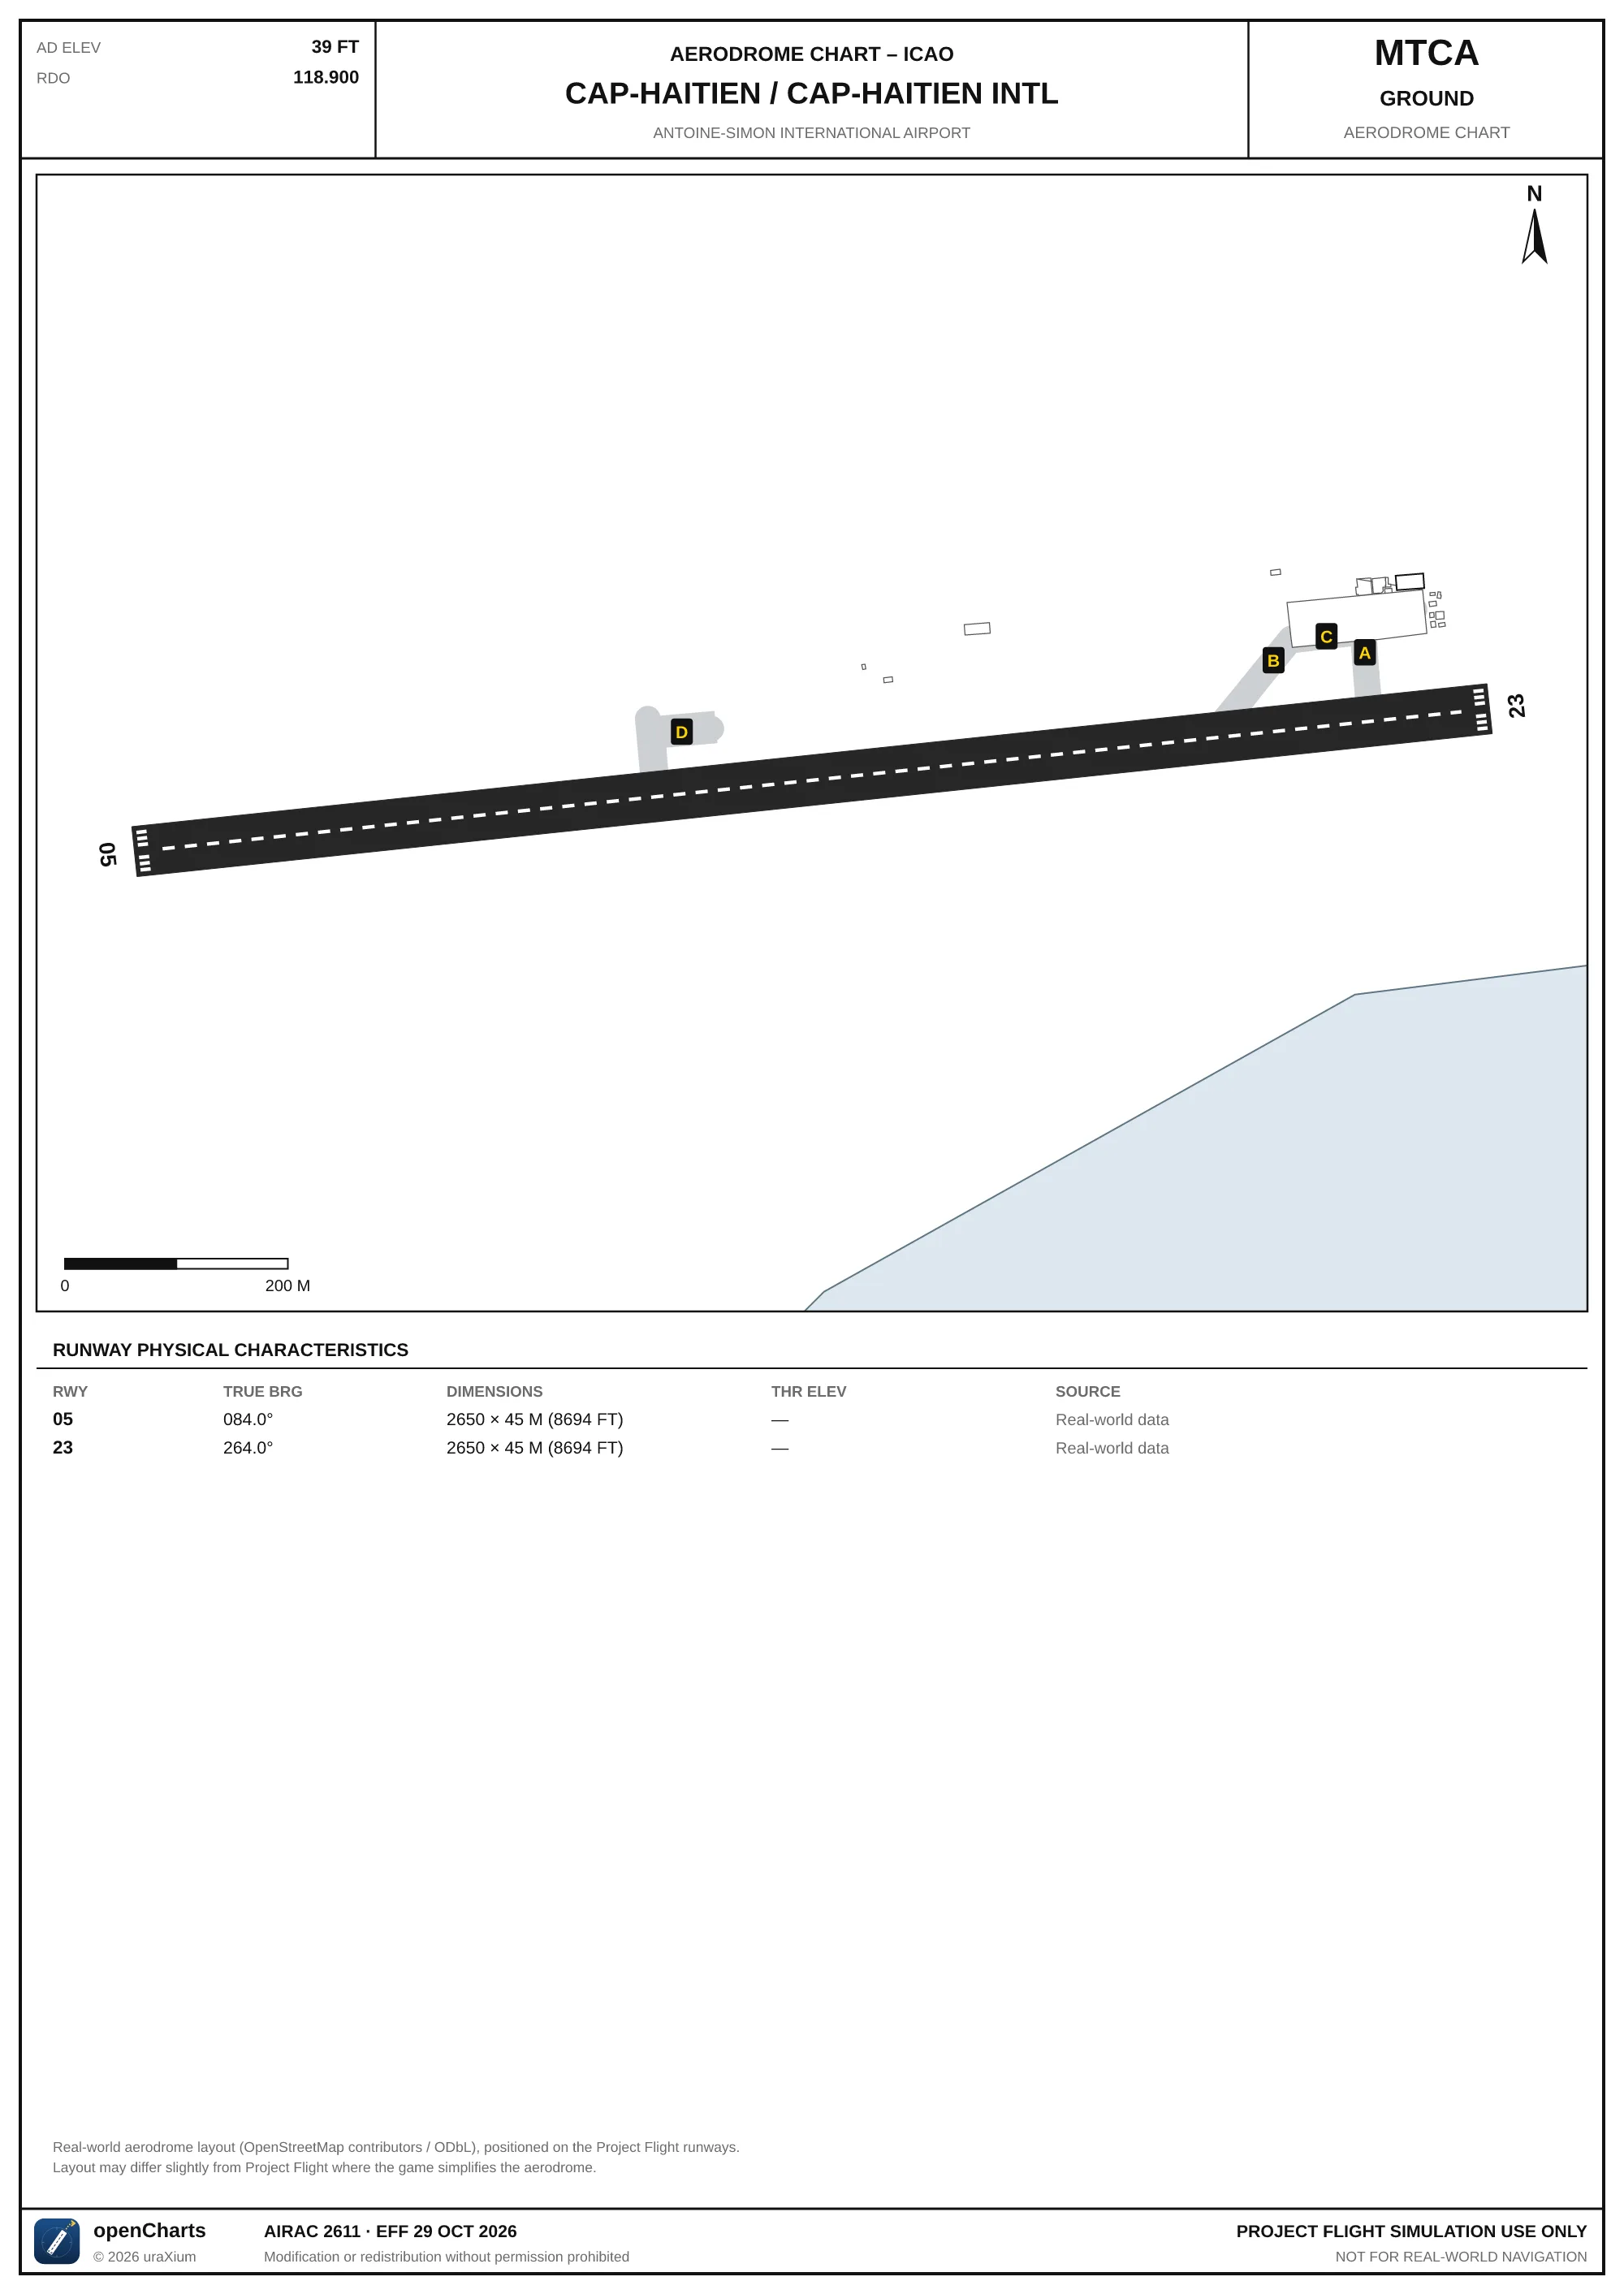 AD ELEV 39 FT
RDO 118.900
AERODROME CHART – ICAO
CAP-HAITIEN / CAP-HAITIEN INTL
ANTOINE-SIMON INTERNATIONAL AIRPORT
MTCA
GROUND
AERODROME CHART
N
C
A
B
D
23
05
0 200 M
RUNWAY PHYSICAL CHARACTERISTICS
RWY TRUE BRG DIMENSIONS THR ELEV SOURCE
05 084.0° 2650 × 45 M (8694 FT) — Real-world data
23 264.0° 2650 × 45 M (8694 FT) — Real-world data
Real-world aerodrome layout (OpenStreetMap contributors / ODbL), positioned on the Project Flight runways.
Layout may differ slightly from Project Flight where the game simplifies the aerodrome.
openCharts
© 2026 uraXium
AIRAC 2611 · EFF 29 OCT 2026
Modification or redistribution without permission prohibited
PROJECT FLIGHT SIMULATION USE ONLY
NOT FOR REAL-WORLD NAVIGATION